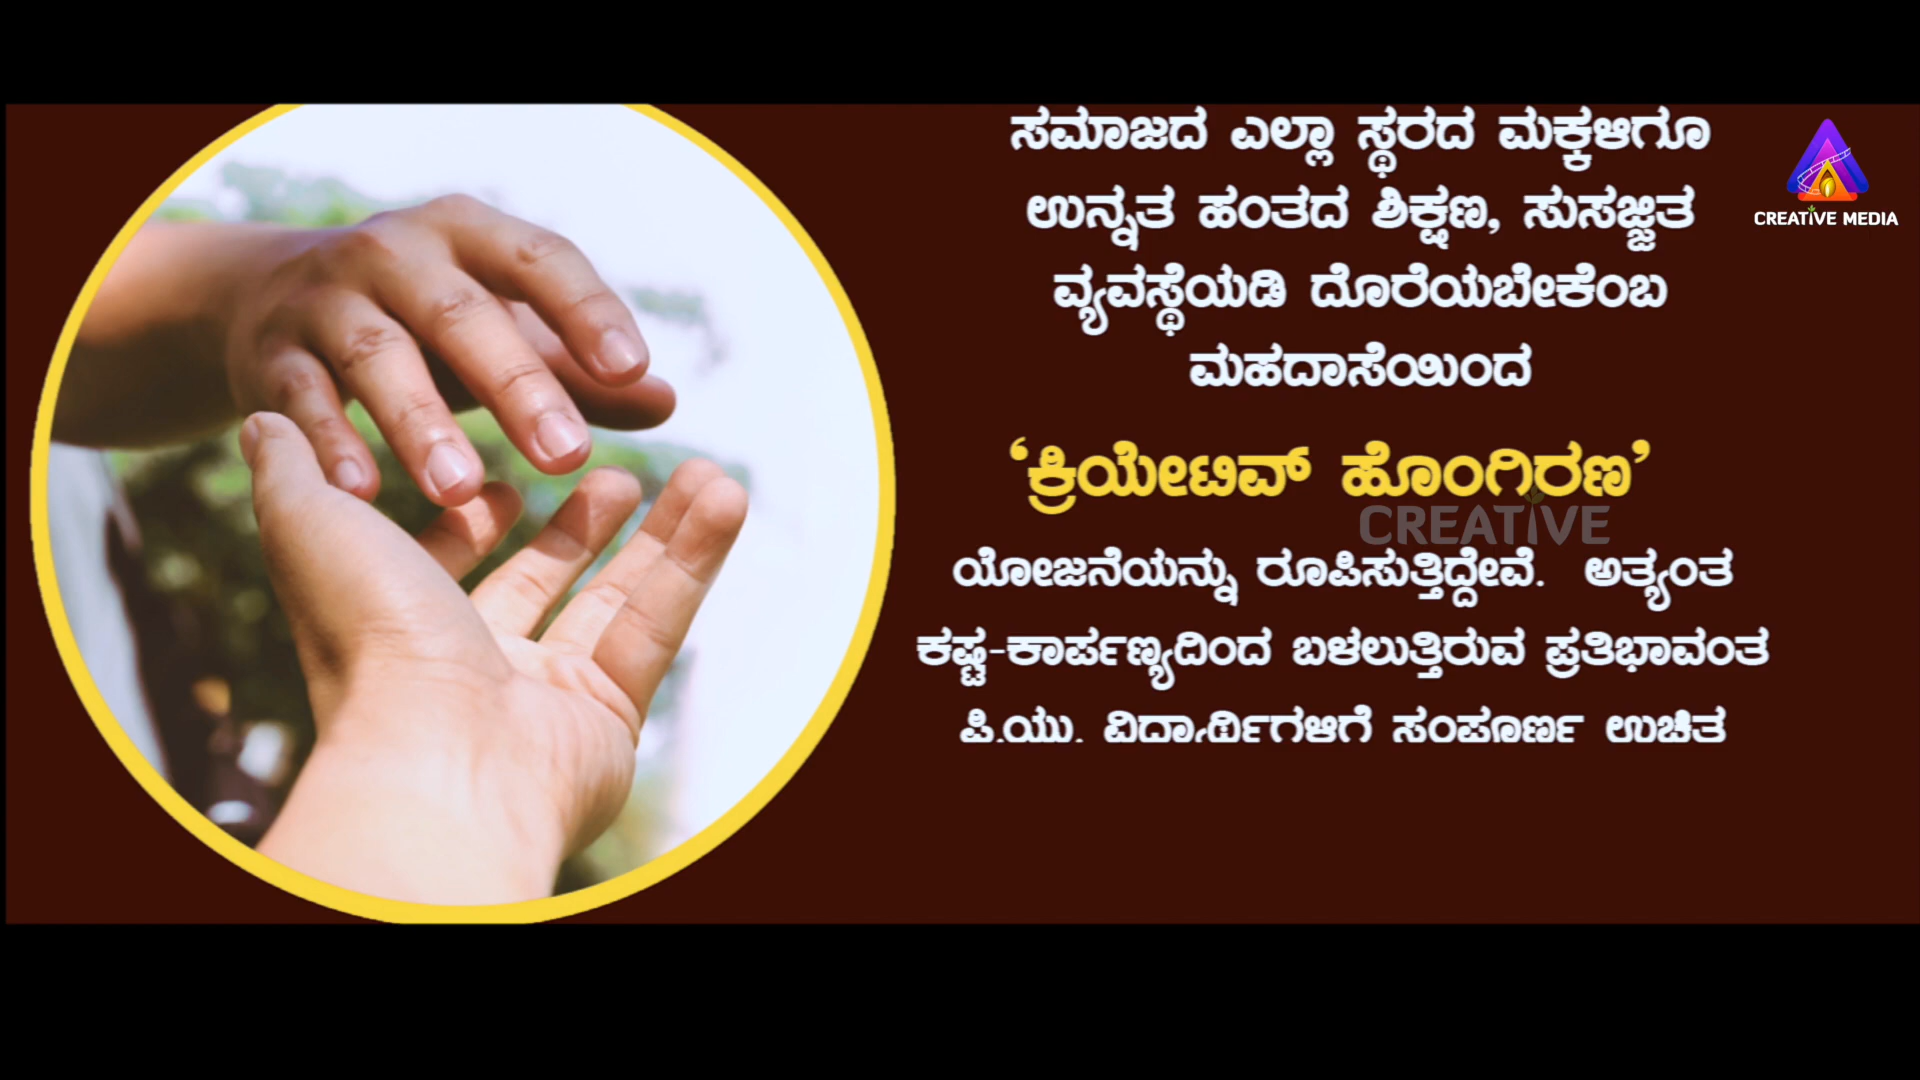 ಸಮಾಜದ ಎಲ್ಲಾ ಸ್ಥರದ ಮಕ್ಕಳಿಗೂ
ಉನ್ನತ ಹಂತದ ಶಿಕ್ಷಣ, ಸುಸಜ್ಜಿತ
ವ್ಯವಸ್ಥೆಯಡಿ ದೊರೆಯಬೇಕೆಂಬ
ಮಹದಾಸೆಯಿಂದ
‘ಕ್ರಿಯೇಟಿವ್ ಹೊಂಗಿರಣ’
CREATIVE
ಯೋಜನೆಯನ್ನು ರೂಪಿಸುತ್ತಿದ್ದೇವೆ. ಅತ್ಯಂತ
ಕಷ್ಟ-ಕಾರ್ಪಣ್ಯದಿಂದ ಬಳಲುತ್ತಿರುವ ಪ್ರತಿಭಾವಂತ
ಪಿ.ಯು. ವಿದ್ಯಾರ್ಥಿಗಳಿಗೆ ಸಂಪೂರ್ಣ ಉಚಿತ
CREATIVE MEDIA